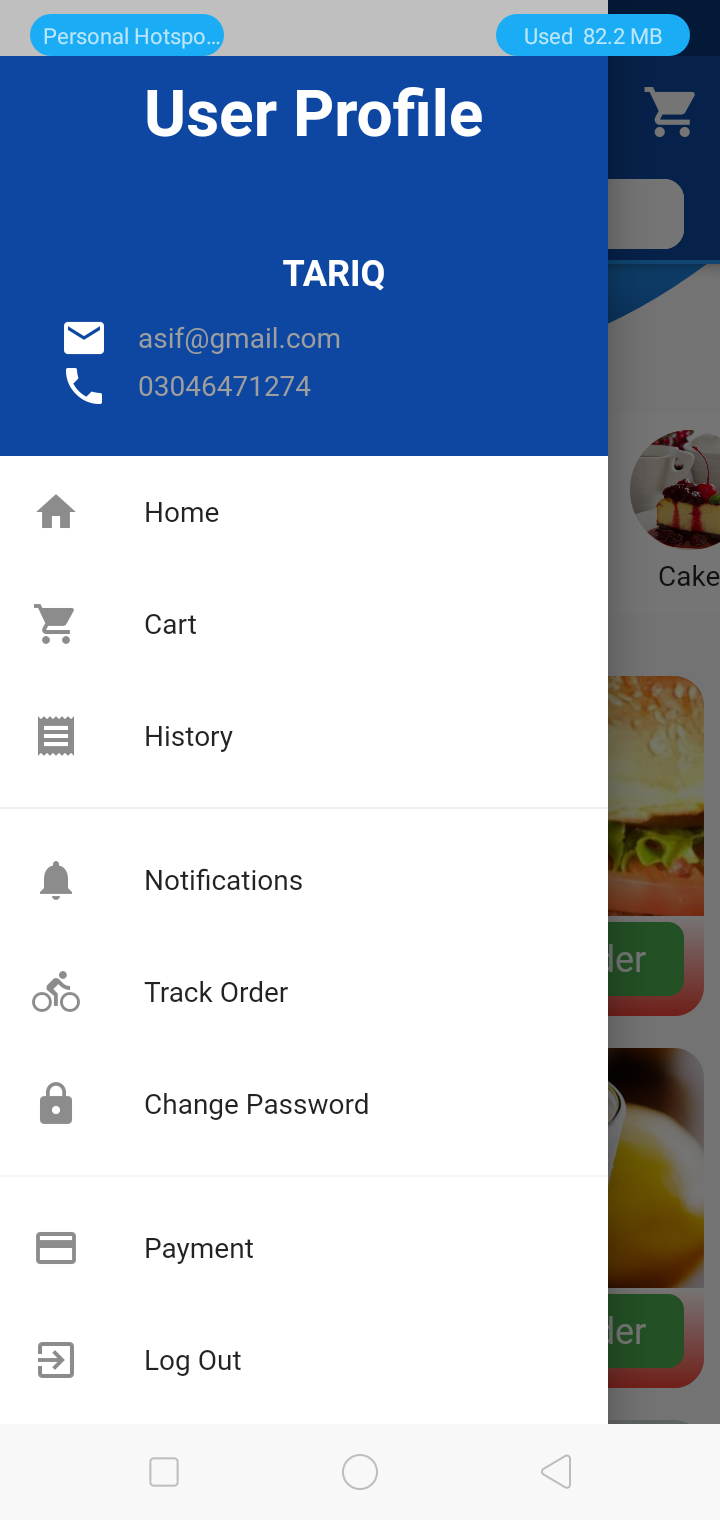 Personal Hotspo...
Used 82.2 MB
User Profile
TARIQ
asif@gmail.com
03046471274
Home
Cart
History
Notifications
Track Order
Change Password
Payment
Log Out
Cake
der
der